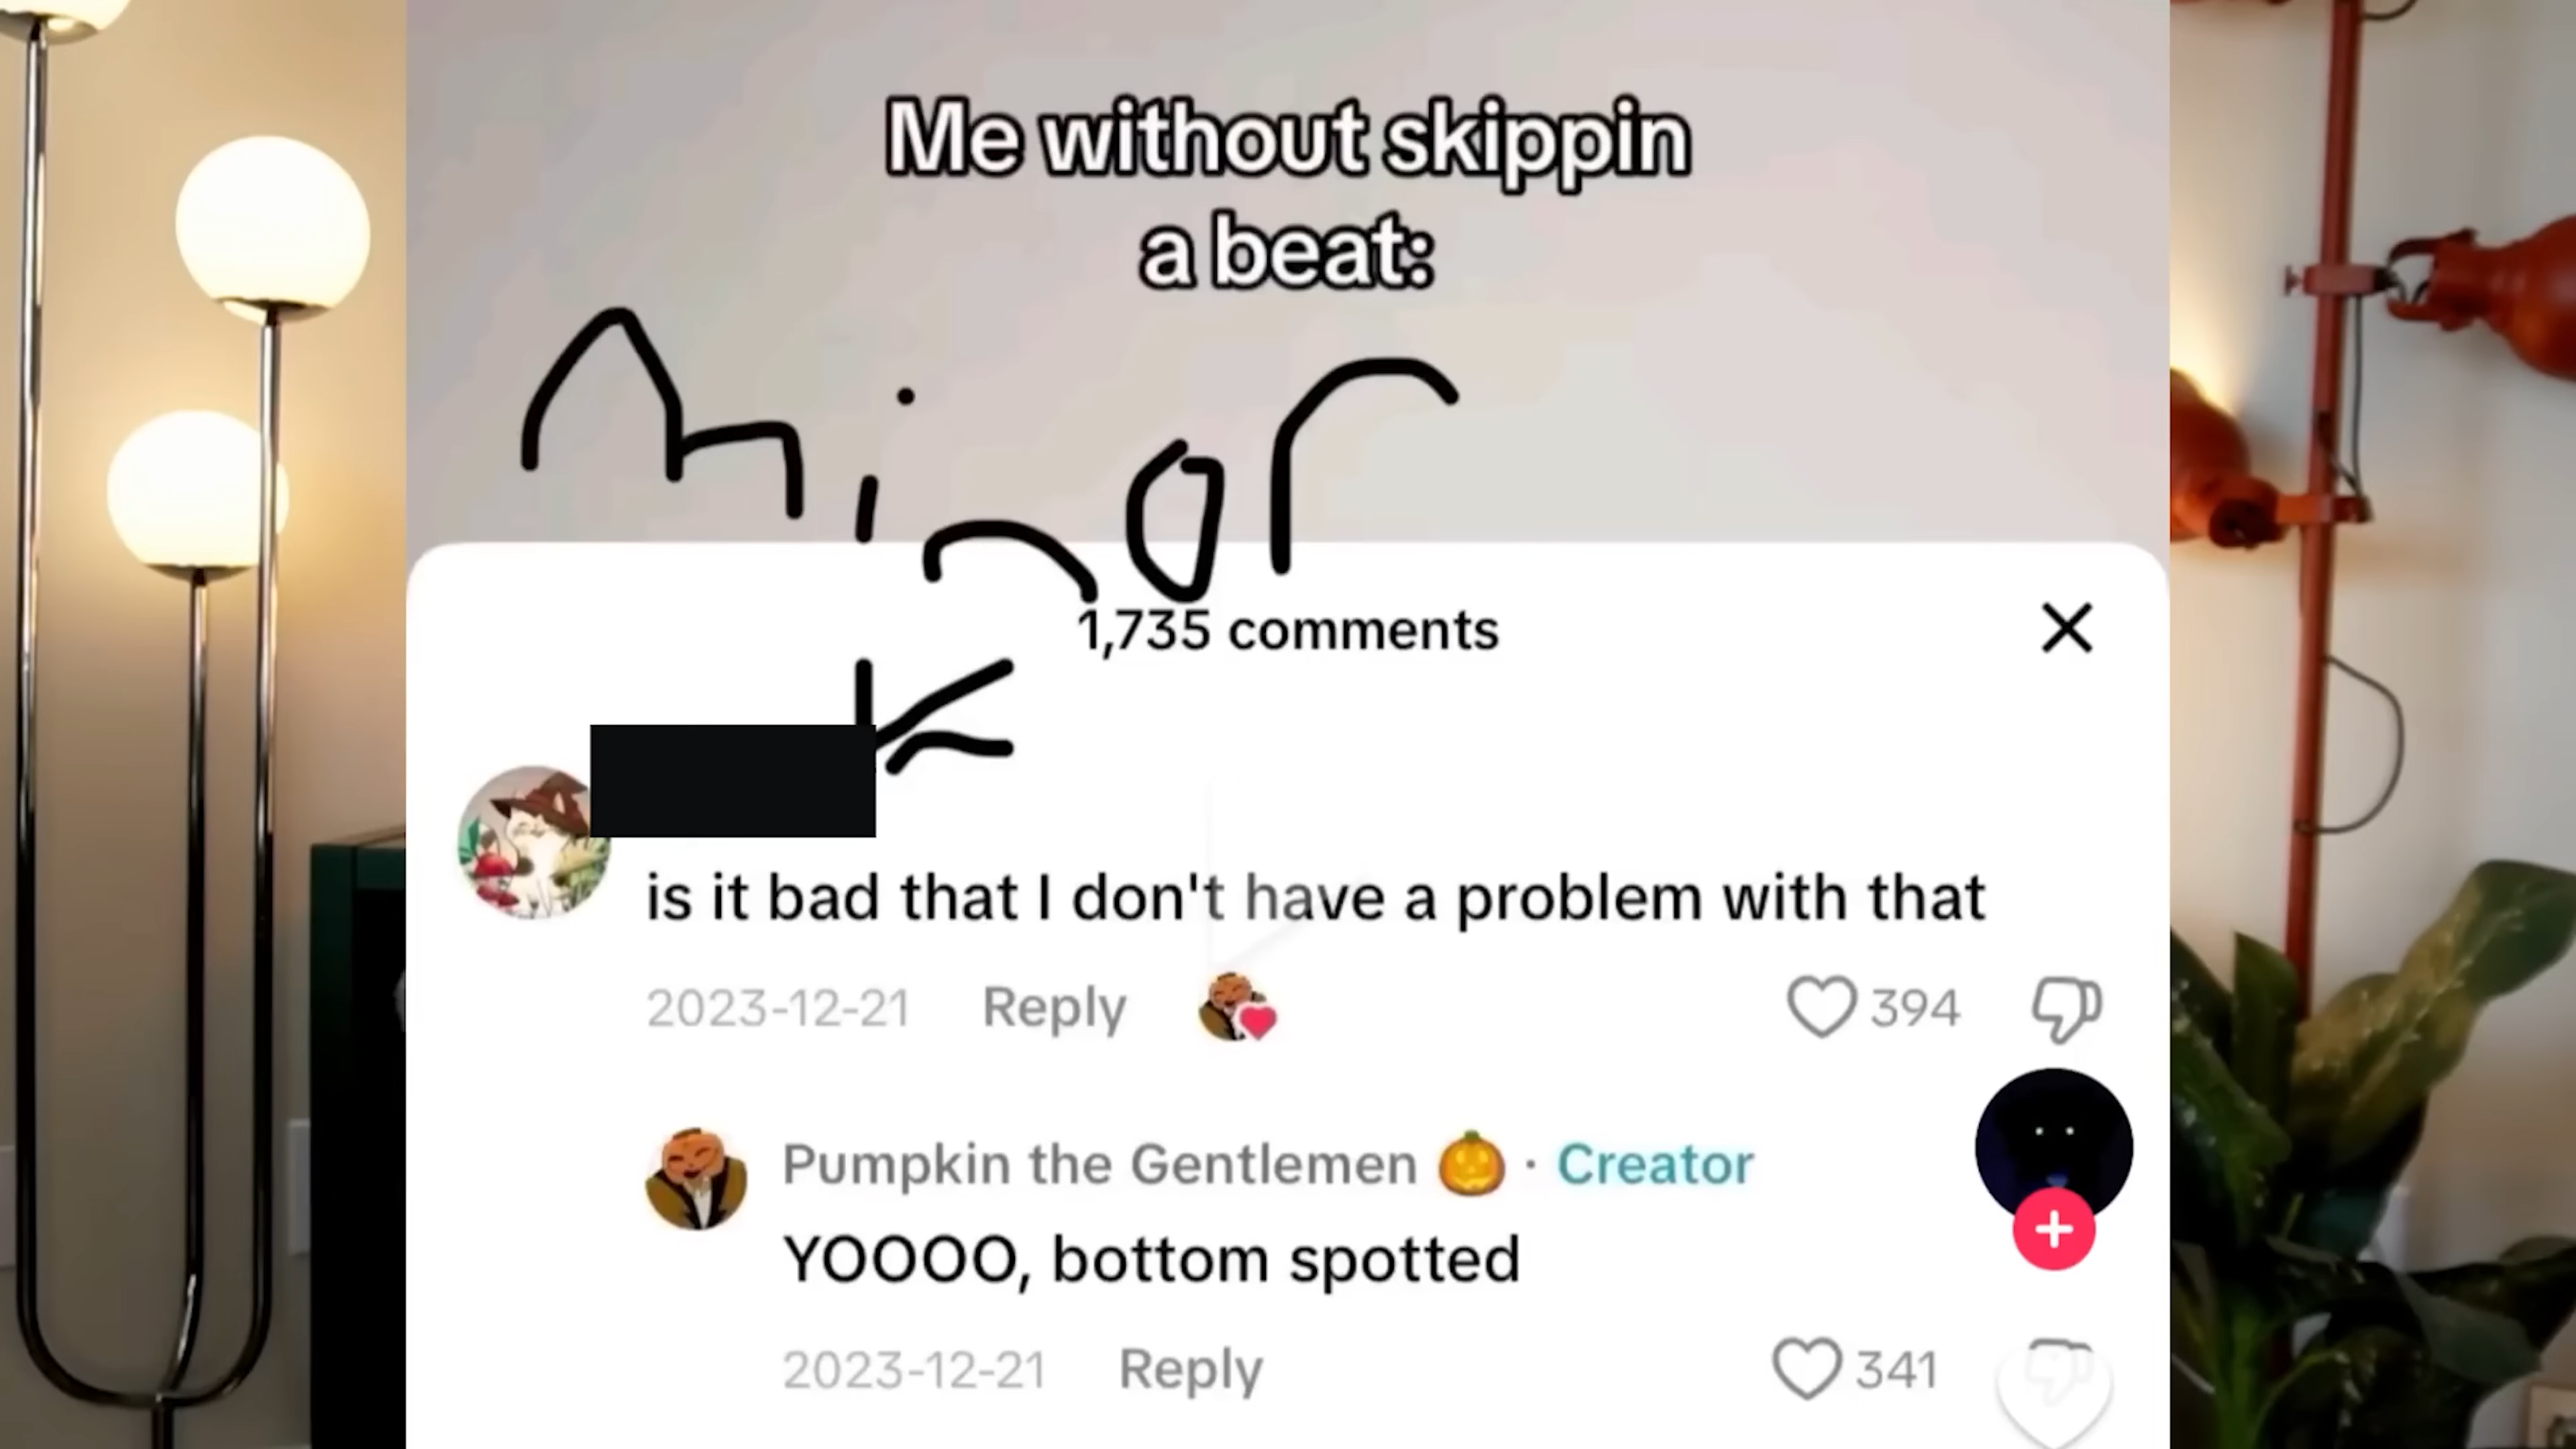 Me without skippin
a beat:
Minor
1,735 comments
is it bad that I don't have a problem with that
2023-12-21 Reply 394
Pumpkin the Gentlemen 🎃 · Creator
YOOOO, bottom spotted
2023-12-21 Reply 341